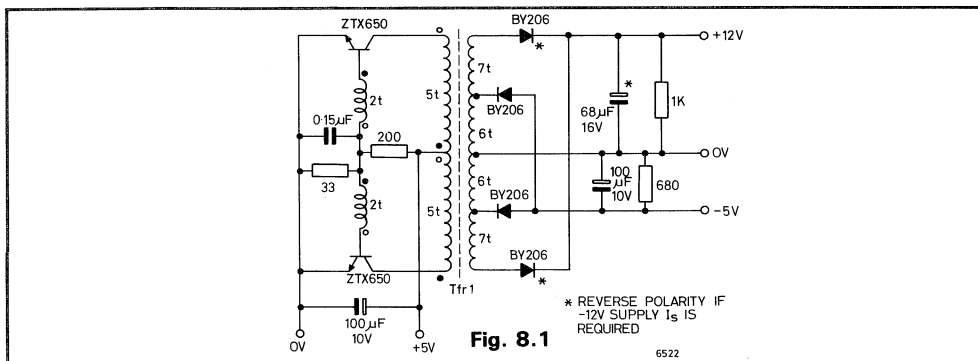 ZTX650
BY206
*
+12V
7t
2t
5t
BY206
*
68µF
16V
1K
0·15µF
200
6t
0V
33
6t
100
µF
10V
680
2t
5t
BY206
-5V
7t
ZTX650
BY206
*
Tfr1
100µF
10V
0V
+5V
Fig. 8.1
* REVERSE POLARITY IF
-12V SUPPLY Is IS
REQUIRED
6522